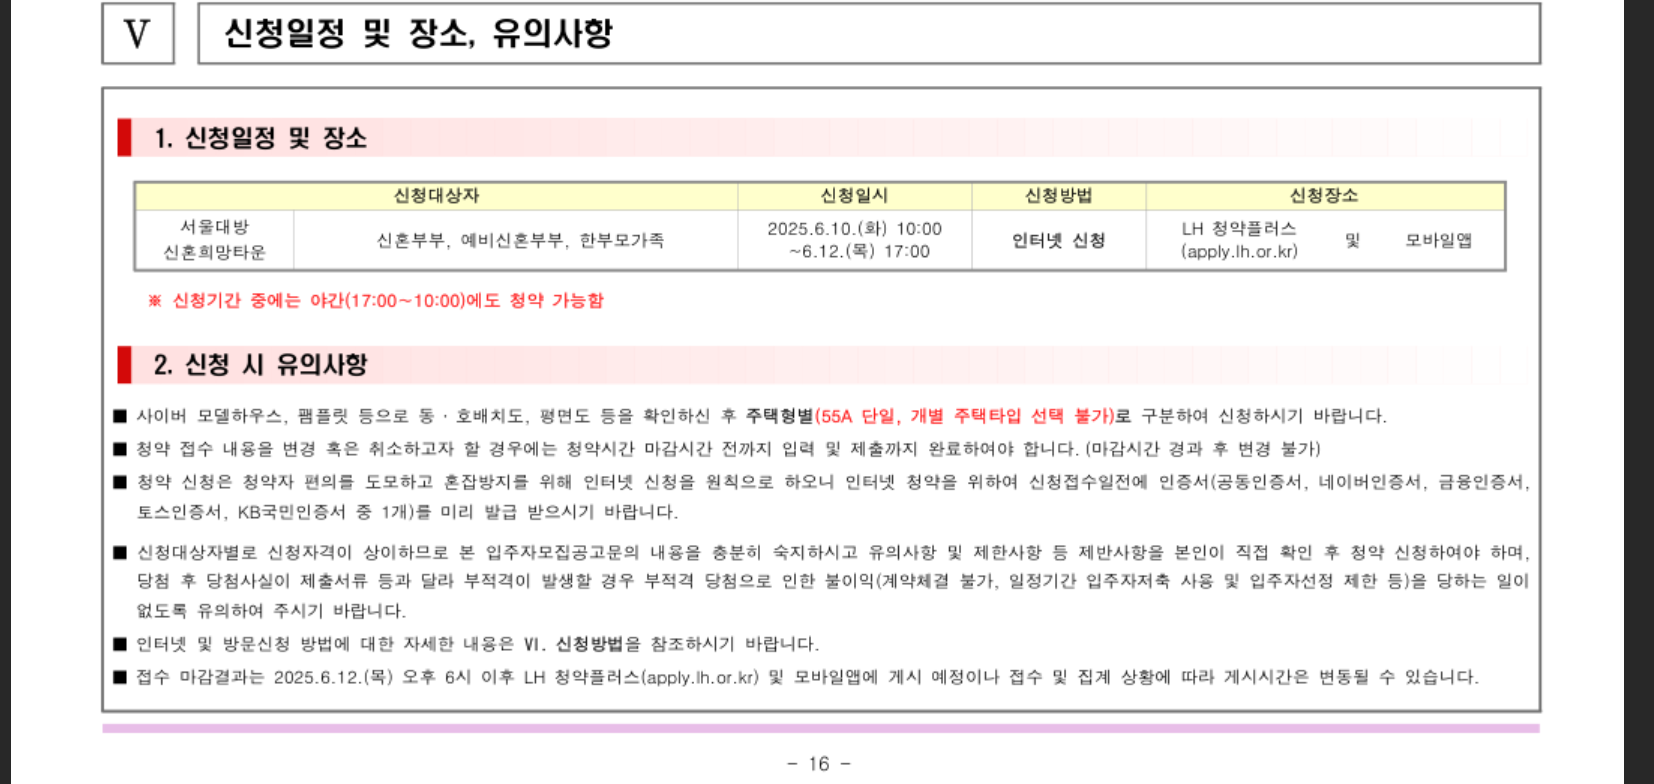 V 신청일정 및 장소, 유의사항
1. 신청일정 및 장소
신청대상자 신청일시 신청방법 신청장소
서울대방 신혼희망타운 신혼부부, 예비신혼부부, 한부모가족 2025.6.10.(화) 10:00 ~6.12.(목) 17:00 인터넷 신청 LH 청약플러스 (apply.lh.or.kr) 및 모바일앱
※ 신청기간 중에는 야간(17:00~10:00)에도 청약 가능함
2. 신청 시 유의사항
■ 사이버 모델하우스, 팸플릿 등으로 동·호배치도, 평면도 등을 확인하신 후 주택형별(55A 단일, 개별 주택타입 선택 불가)로 구분하여 신청하시기 바랍니다.
■ 청약 접수 내용을 변경 혹은 취소하고자 할 경우에는 청약시간 마감시간 전까지 입력 및 제출까지 완료하여야 합니다. (마감시간 경과 후 변경 불가)
■ 청약 신청은 청약자 편의를 도모하고 혼잡방지를 위해 인터넷 신청을 원칙으로 하오니 인터넷 청약을 위하여 신청접수일전에 인증서(공동인증서, 네이버인증서, 금융인증서,
토스인증서, KB국민인증서 중 1개)를 미리 발급 받으시기 바랍니다.
■ 신청대상자별로 신청자격이 상이하므로 본 입주자모집공고문의 내용을 충분히 숙지하시고 유의사항 및 제한사항 등 제반사항을 본인이 직접 확인 후 청약 신청하여야 하며,
당첨 후 당첨사실이 제출서류 등과 달라 부적격이 발생할 경우 부적격 당첨으로 인한 불이익(계약체결 불가, 일정기간 입주자저축 사용 및 입주자선정 제한 등)을 당하는 일이
없도록 유의하여 주시기 바랍니다.
■ 인터넷 및 방문신청 방법에 대한 자세한 내용은 Ⅵ. 신청방법을 참조하시기 바랍니다.
■ 접수 마감결과는 2025.6.12.(목) 오후 6시 이후 LH 청약플러스(apply.lh.or.kr) 및 모바일앱에 게시 예정이나 접수 및 집계 상황에 따라 게시시간은 변동될 수 있습니다.
- 16 -